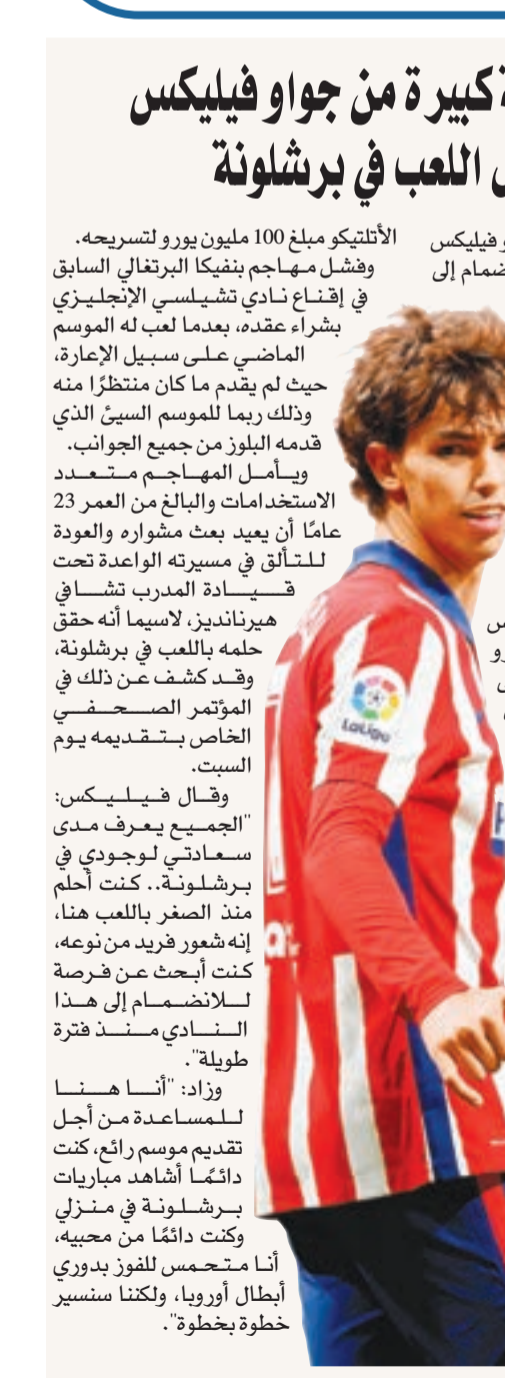 كبيرة من جواو فيليكس
اللعب في برشلونة
فيليكس
الأتلتيكو مبلغ 100 مليون يورو لتسريحه.
وفشل مهاجم بنفيكا البرتغالي السابق
في إقناع نادي تشيلسي الإنجليزي
بشراء عقده، بعدما لعب له الموسم
الماضي على سبيل الإعارة،
حيث لم يقدم ما كان منتظرًا منه
وذلك ربما للموسم السيئ الذي
قدمه البلوز من جميع الجوانب.
ويأمل المهاجم متعدد
الاستخدامات والبالغ من العمر 23
عامًا أن يعيد بعث مشواره والعودة
للتألق في مسيرته الواعدة تحت
قيادة المدرب تشافي
هيرنانديز، لاسيما أنه حقق
حلمه باللعب في برشلونة،
وقد كشف عن ذلك في
المؤتمر الصحفي
الخاص بتقديمه يوم
السبت.
وقال فيليكس:
"الجميع يعرف مدى
سعادتي لوجودي في
برشلونة.. كنت أحلم
منذ الصغر باللعب هنا،
إنه شعور فريد من نوعه،
كنت أبحث عن فرصة
للانضمام إلى هذا
النادي منذ فترة
طويلة".
وزاد: "أنا هنا
للمساعدة من أجل
تقديم موسم رائع، كنت
دائمًا أشاهد مباريات
برشلونة في منزلي
وكنت دائمًا من محبيه،
أنا متحمس للفوز بدوري
أبطال أوروبا، ولكننا سنسير
خطوة بخطوة".
LaLiga